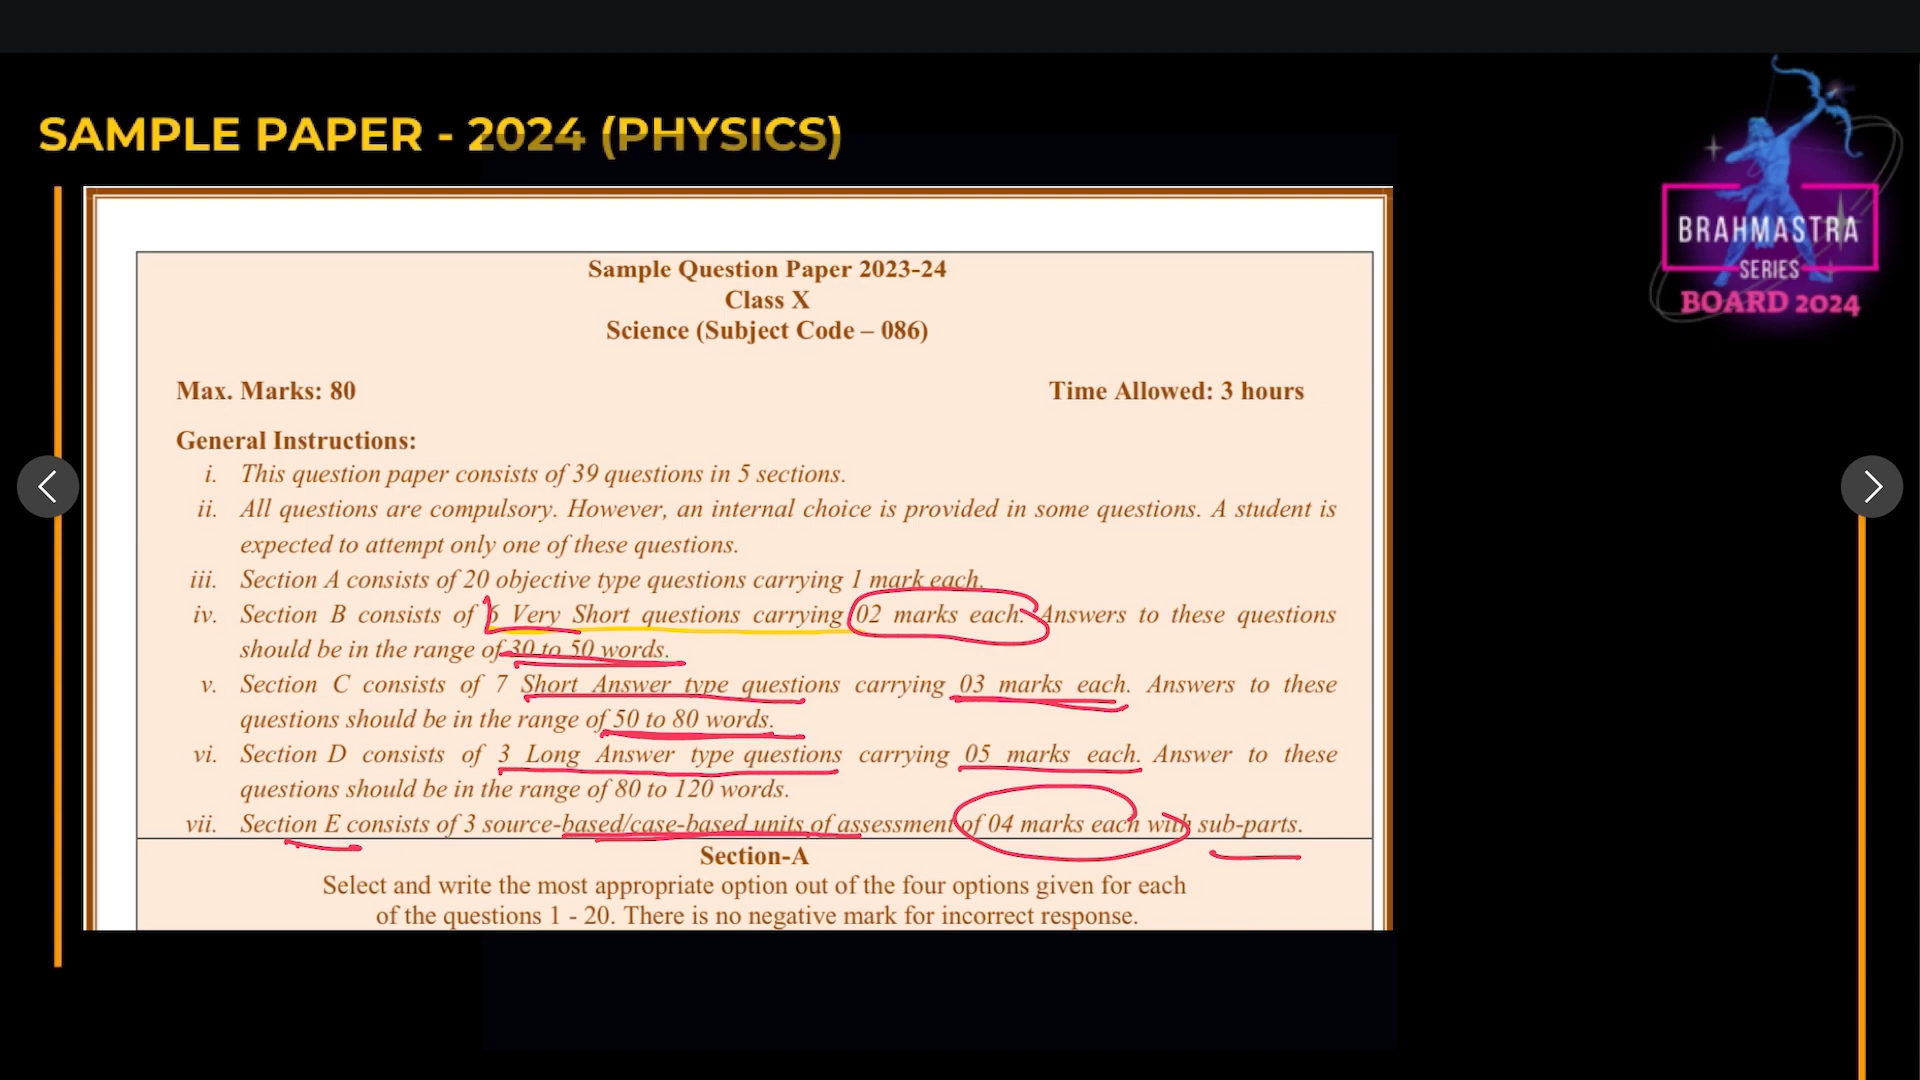 SAMPLE PAPER - 2024 (PHYSICS)
BRAHMASTRA
SERIES
BOARD 2024
Sample Question Paper 2023-24
Class X
Science (Subject Code – 086)
Max. Marks: 80 Time Allowed: 3 hours
General Instructions:
i. This question paper consists of 39 questions in 5 sections.
ii. All questions are compulsory. However, an internal choice is provided in some questions. A student is
expected to attempt only one of these questions.
iii. Section A consists of 20 objective type questions carrying 1 mark each.
iv. Section B consists of 6 Very Short questions carrying 02 marks each. Answers to these questions
should be in the range of 30 to 50 words.
v. Section C consists of 7 Short Answer type questions carrying 03 marks each. Answers to these
questions should be in the range of 50 to 80 words.
vi. Section D consists of 3 Long Answer type questions carrying 05 marks each. Answer to these
questions should be in the range of 80 to 120 words.
vii. Section E consists of 3 source-based/case-based units of assessment of 04 marks each with sub-parts.
Section-A
Select and write the most appropriate option out of the four options given for each
of the questions 1 - 20. There is no negative mark for incorrect response.